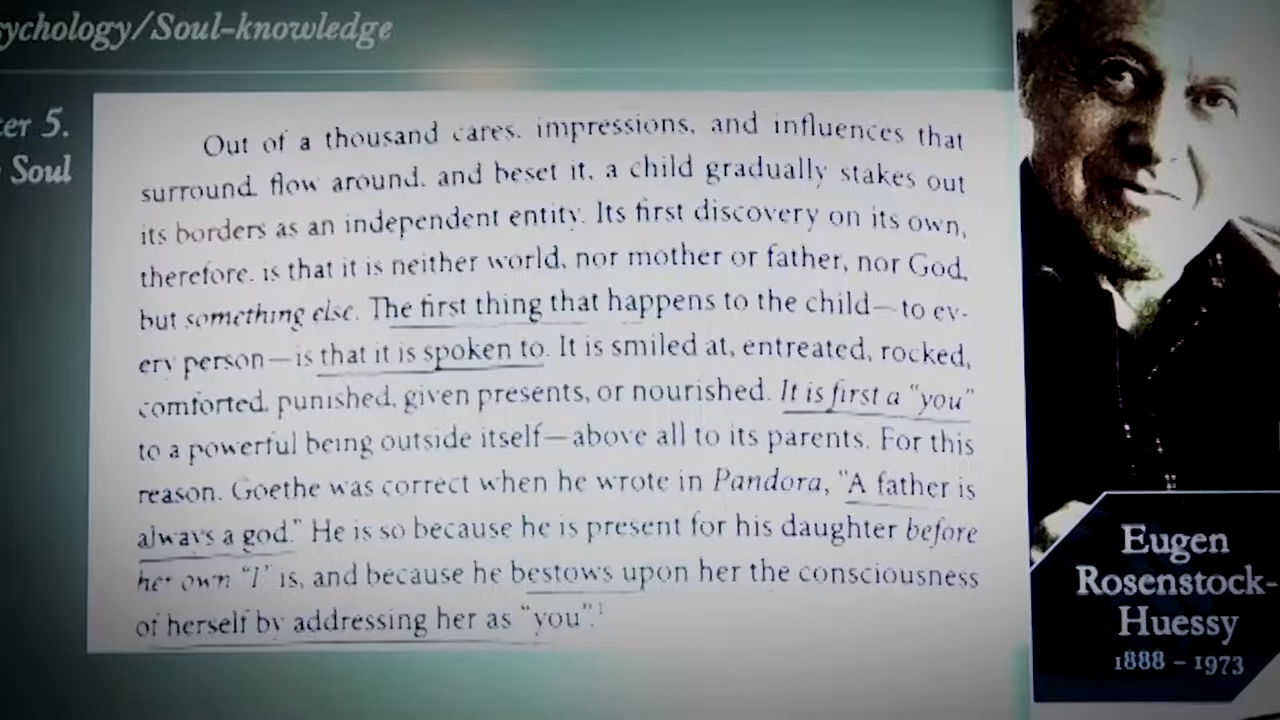 ychology/Soul-knowledge
er 5.
Soul
Out of a thousand cares, impressions, and influences that
surround, flow around, and beset it, a child gradually stakes out
its borders as an independent entity. Its first discovery on its own,
therefore, is that it is neither world, nor mother or father, nor God,
but something else. The first thing that happens to the child—to ev-
ery person—is that it is spoken to. It is smiled at, entreated, rocked,
comforted, punished, given presents, or nourished. It is first a "you"
to a powerful being outside itself—above all to its parents. For this
reason, Goethe was correct when he wrote in Pandora, "A father is
always a god." He is so because he is present for his daughter before
her own "I" is, and because he bestows upon her the consciousness
of herself by addressing her as "you".1
Eugen
Rosenstock-
Huessy
1888 – 1973